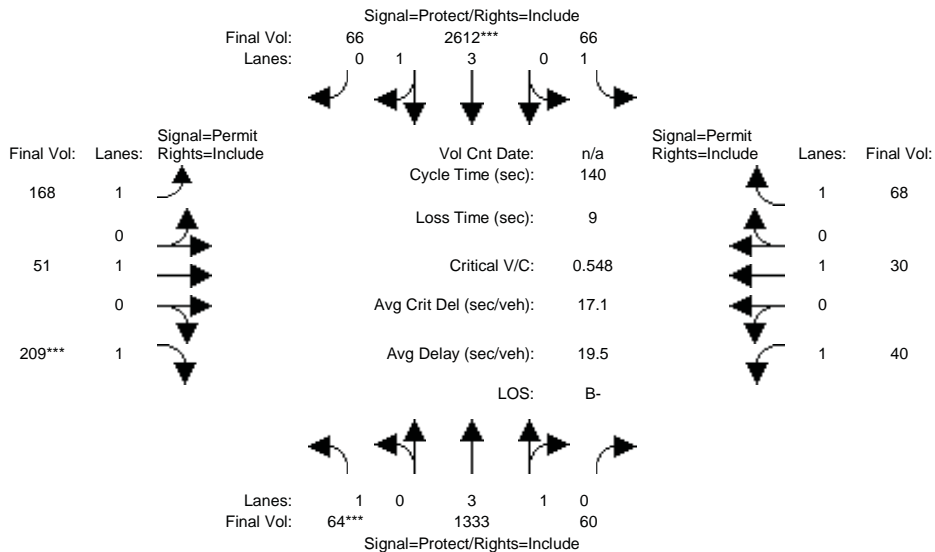 Signal=Protect/Rights=Include
Final Vol: 66 2612*** 66
Lanes: 0 1 3 0 1
Signal=Permit Signal=Permit
Final Vol: Lanes: Rights=Include Vol Cnt Date: n/a Rights=Include Lanes: Final Vol:
Cycle Time (sec): 140
168 1 1 68
Loss Time (sec): 9
0 0
51 1 Critical V/C: 0.548 1 30
0 Avg Crit Del (sec/veh): 17.1 0
209*** 1 Avg Delay (sec/veh): 19.5 1 40
LOS: B-
Lanes: 1 0 3 1 0
Final Vol: 64*** 1333 60
Signal=Protect/Rights=Include